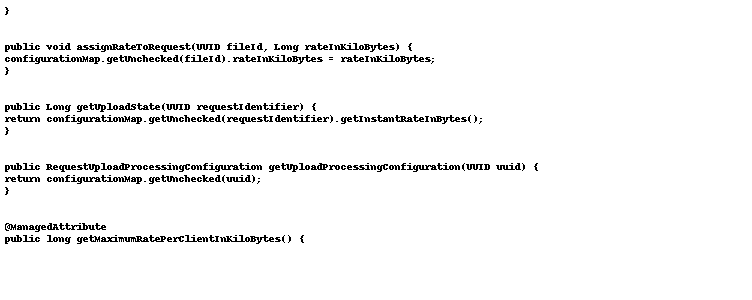 }
public void assignRateToRequest(UUID fileId, Long rateInKiloBytes) {
configurationMap.getUnchecked(fileId).rateInKiloBytes = rateInKiloBytes;
}
public Long getUploadState(UUID requestIdentifier) {
return configurationMap.getUnchecked(requestIdentifier).getInstantRateInBytes();
}
public RequestUploadProcessingConfiguration getUploadProcessingConfiguration(UUID uuid) {
return configurationMap.getUnchecked(uuid);
}
@ManagedAttribute
public long getMaximumRatePerClientInKiloBytes() {